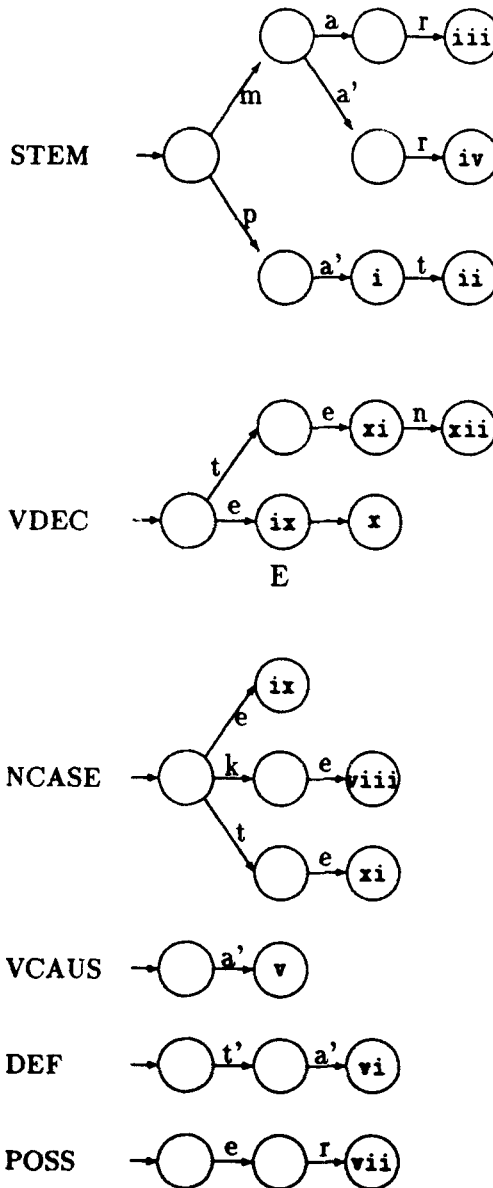 a r iii
m a'
STEM r iv
p
a' i t ii
e xi n xii
t
VDEC e ix x
E
ix
e
NCASE k e viii
t
e xi
VCAUS a' v
DEF t' a' vi
POSS e r vii